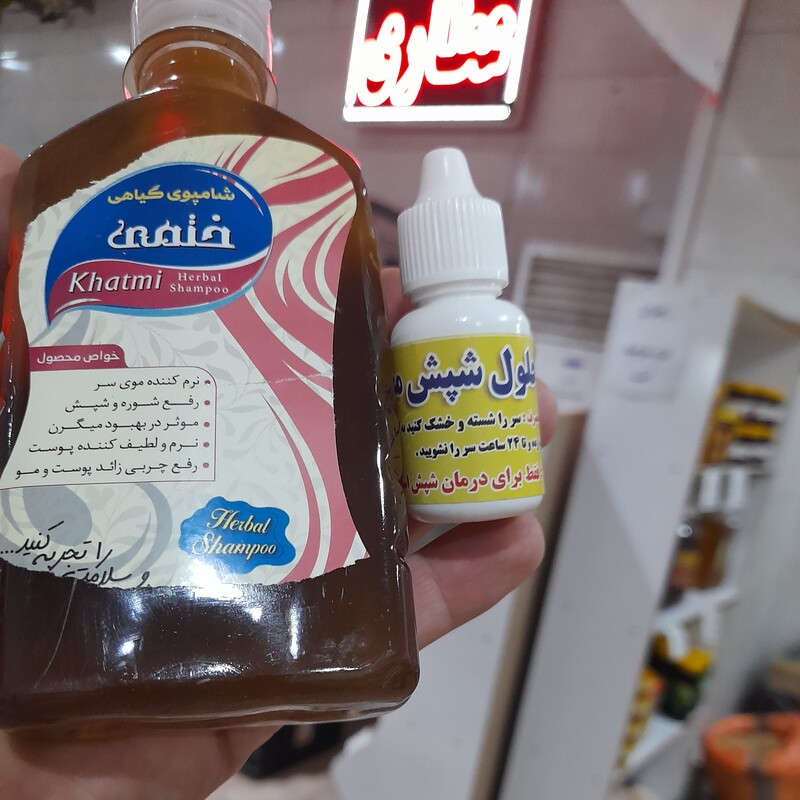 عطاری
شامپوی گیاهی
ختمی
Khatmi Herbal Shampoo
خواص محصول
نرم کننده موی سر
رفع شوره و شپش
موثر در بهبود میگرن
نرم و لطیف کننده پوست
رفع چربی زائد پوست و مو
Herbal
Shampoo
را تجربه کنید...
و سلامتی
شپش
سر را شسته و خشک کنید
و تا ۲۴ ساعت سر را نشویید.
فقط برای درمان شپش